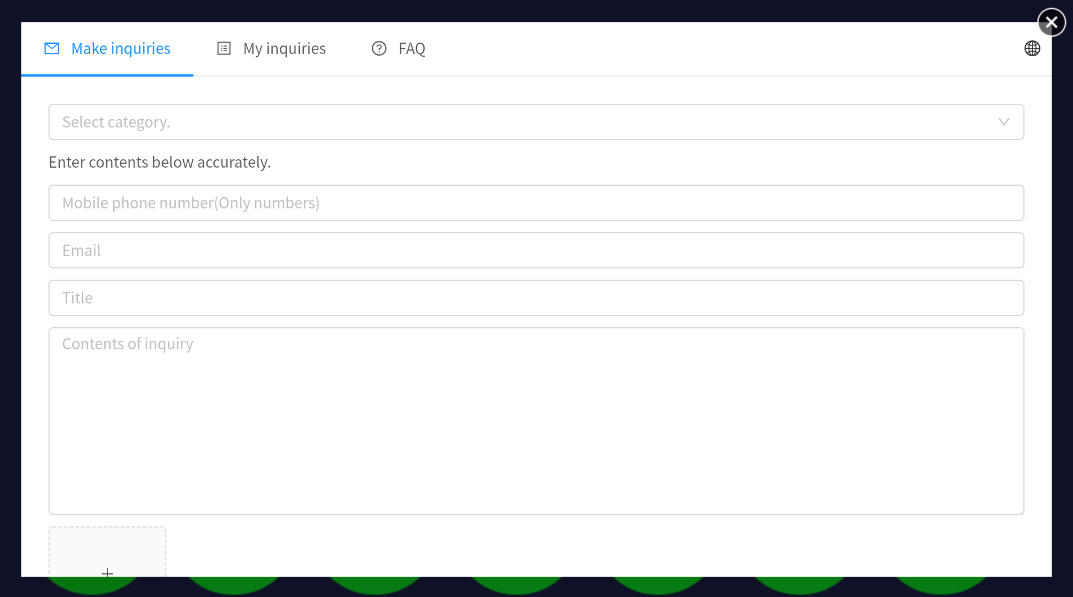 Make inquiries
My inquiries
FAQ
Select category.
Enter contents below accurately.
Mobile phone number(Only numbers)
Email
Title
Contents of inquiry